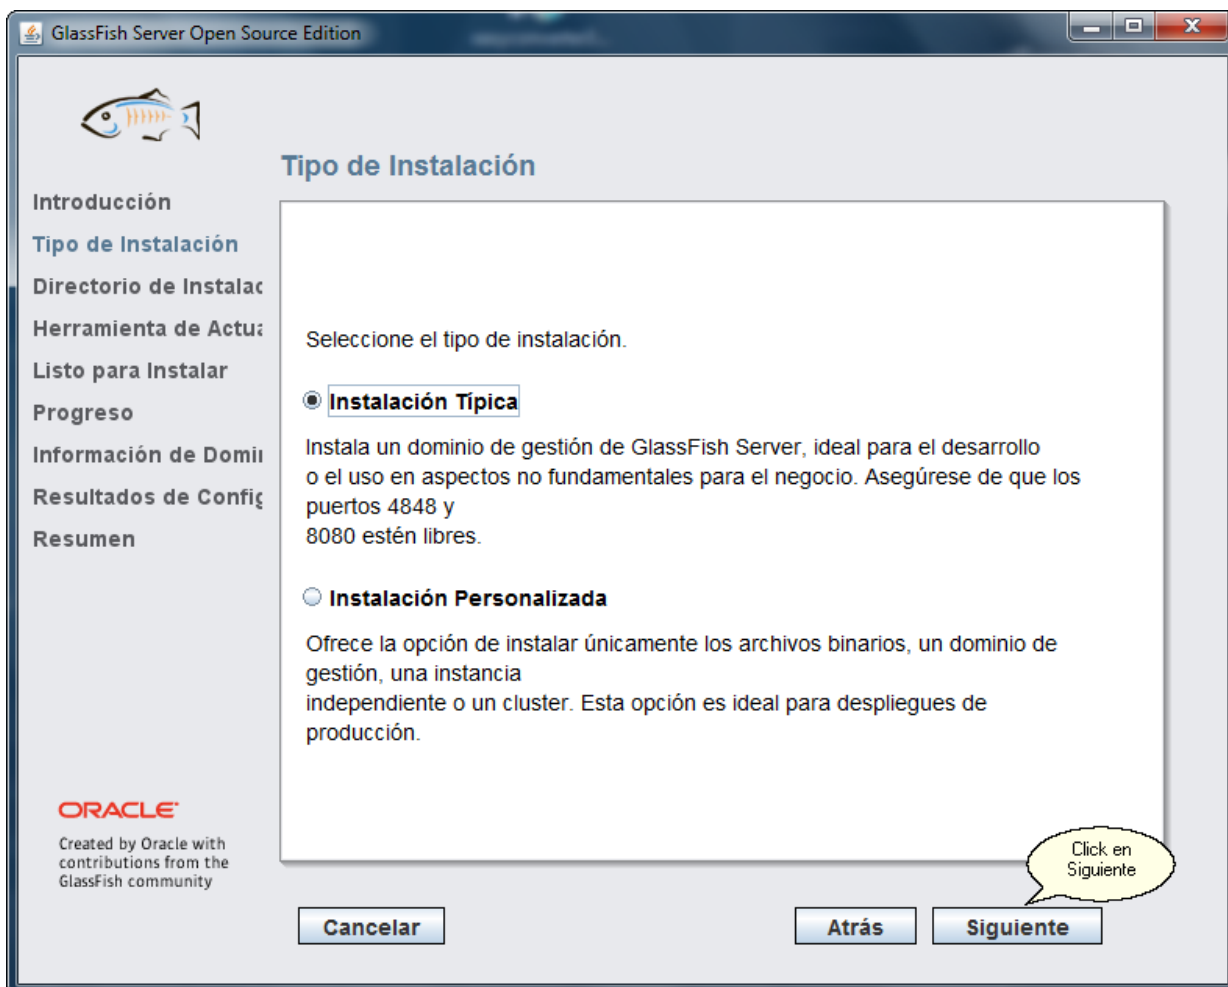 GlassFish Server Open Source Edition
Tipo de Instalación
Introducción
Tipo de Instalación
Directorio de Instalac
Herramienta de Actua
Listo para Instalar
Progreso
Información de Domin
Resultados de Config
Resumen
Seleccione el tipo de instalación.
Instalación Típica
Instala un dominio de gestión de GlassFish Server, ideal para el desarrollo
o el uso en aspectos no fundamentales para el negocio. Asegúrese de que los
puertos 4848 y
8080 estén libres.
Instalación Personalizada
Ofrece la opción de instalar únicamente los archivos binarios, un dominio de
gestión, una instancia
independiente o un cluster. Esta opción es ideal para despliegues de
producción.
ORACLE
Created by Oracle with
contributions from the
GlassFish community
Click en
Siguiente
Cancelar
Atrás
Siguiente